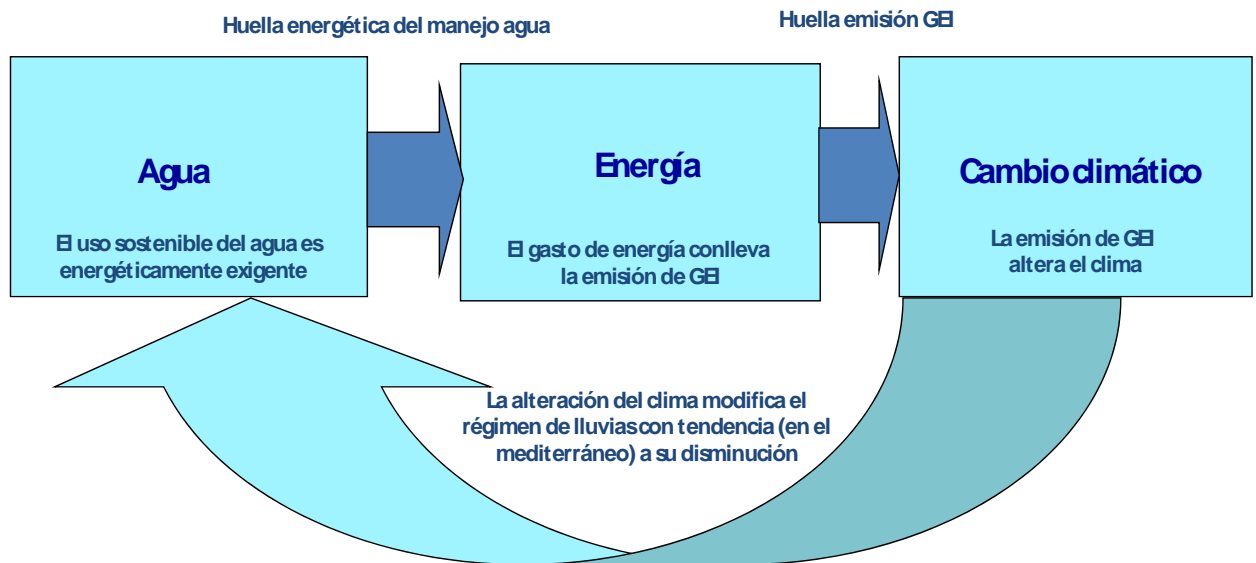 Huella energética del manejo agua
Huella emisión GEI
Agua
El uso sostenible del agua es
energéticamente exigente
Energía
El gasto de energía conlleva
la emisión de GEI
Cambio climático
La emisión de GEI
altera el clima
La alteración del clima modifica el
régimen de lluvias con tendencia (en el
mediterráneo) a su disminución